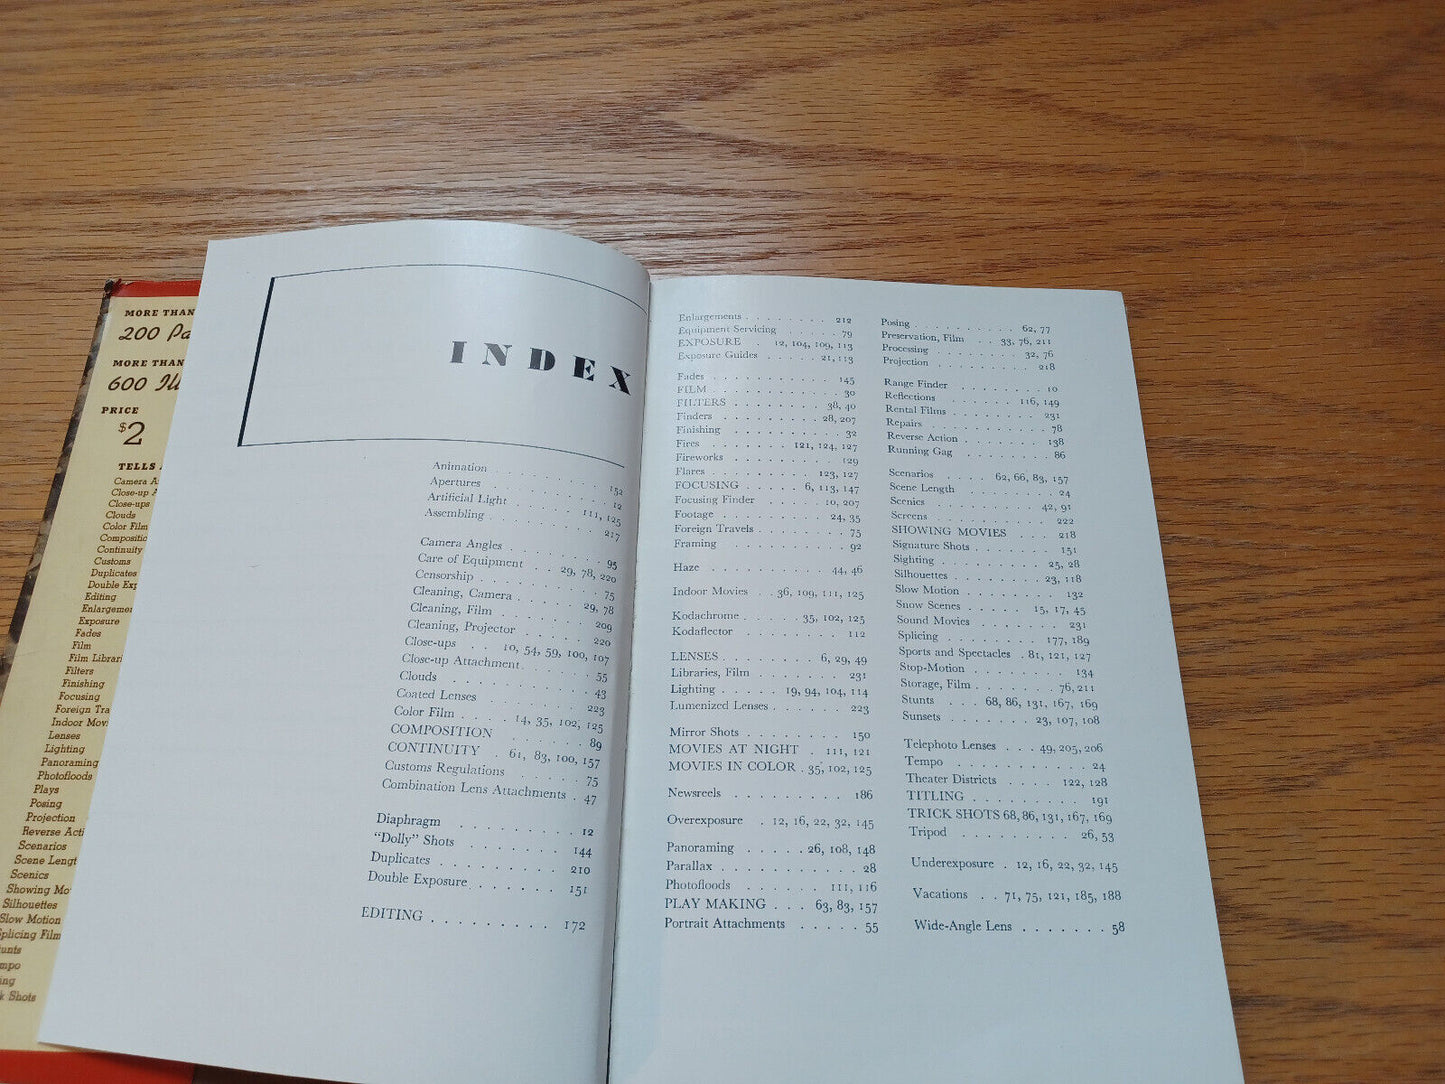 MORE THAN
200 Pa
MORE THAN
600 Ill
PRICE
$2
TELLS
Camera A
Close-up A
Close-ups
Clouds
Color Film
Compositio
Continuity
Customs
Duplicates
Double Exp
Editing
Enlargemen
Exposure
Fades
Film
Film Librari
Filters
Finishing
Focusing
Foreign Tra
Indoor Movi
Lenses
Lighting
Panoraming
Photofloods
Plays
Posing
Projection
Reverse Acti
Scenarios
Scene Lengt
Scenics
Showing Mo
Silhouettes
Slow Motion
Splicing Film
unts
mpo
ing
k Shots
INDEX
Animation . . . . . . . . 152
Apertures . . . . . . . . 12
Artificial Light . . . . . 111, 125
Assembling . . . . . . . 217
Camera Angles . . . . . . . 95
Care of Equipment . . . 29, 78, 220
Censorship . . . . . . . . 75
Cleaning, Camera . . . . . 29, 78
Cleaning, Film . . . . . . . 209
Cleaning, Projector . . . . . 220
Close-ups . . 10, 54, 59, 100, 107
Close-up Attachment . . . . . 55
Clouds . . . . . . . . . 43
Coated Lenses . . . . . . 223
Color Film . . . . 14, 35, 102, 125
COMPOSITION . . . . . . . 89
CONTINUITY . . 61, 83, 100, 157
Customs Regulations . . . . . 75
Combination Lens Attachments . 47
Diaphragm . . . . . . . . 12
“Dolly” Shots . . . . . . . 144
Duplicates . . . . . . . . 210
Double Exposure . . . . . . 151
EDITING . . . . . . . . 172
Enlargements . . . . . . . . 212
Equipment Servicing . . . . . 79
EXPOSURE . . 12, 104, 109, 113
Exposure Guides . . . . . 21, 113
Fades . . . . . . . . . . 145
FILM . . . . . . . . . . 30
FILTERS . . . . . . . . 38, 40
Finders . . . . . . . . 28, 207
Finishing . . . . . . . . . 32
Fires . . . . . . . 121, 124, 127
Fireworks . . . . . . . . . 129
Flares . . . . . . . . 123, 127
FOCUSING . . . . . 6, 113, 147
Focusing Finder . . . . . 10, 207
Footage . . . . . . . . 24, 35
Foreign Travels . . . . . . . 75
Framing . . . . . . . . . 92
Haze . . . . . . . . . 44, 46
Indoor Movies . . 36, 109, 111, 125
Kodachrome . . . . . 35, 102, 125
Kodaflector . . . . . . . . 112
LENSES . . . . . . . 6, 29, 49
Libraries, Film . . . . . . . 231
Lighting . . . . . 19, 94, 104, 114
Lumenized Lenses . . . . . . 223
Mirror Shots . . . . . . . . 150
MOVIES AT NIGHT . 111, 121
MOVIES IN COLOR . 35, 102, 125
Newsreels . . . . . . . . . 186
Overexposure . 12, 16, 22, 32, 145
Panoraming . . . . . 26, 108, 148
Parallax . . . . . . . . . 28
Photofloods . . . . . . 111, 116
PLAY MAKING . . . 63, 83, 157
Portrait Attachments . . . . . 55
Posing . . . . . . . . . 62, 77
Preservation, Film . . 33, 76, 211
Processing . . . . . . . 32, 76
Projection . . . . . . . . 218
Range Finder . . . . . . . 10
Reflections . . . . . . 116, 149
Rental Films . . . . . . . . 231
Repairs . . . . . . . . . 78
Reverse Action . . . . . . . 138
Running Gag . . . . . . . 86
Scenarios . . . . 62, 66, 83, 157
Scene Length . . . . . . . 24
Scenics . . . . . . . . 42, 91
Screens . . . . . . . . . 222
SHOWING MOVIES . . . 218
Signature Shots . . . . . . . 151
Sighting . . . . . . . . 25, 28
Silhouettes . . . . . . . 23, 118
Slow Motion . . . . . . . 132
Snow Scenes . . . . . 15, 17, 45
Sound Movies . . . . . . . 231
Splicing . . . . . . . 177, 189
Sports and Spectacles . 81, 121, 127
Stop-Motion . . . . . . . . 134
Storage, Film . . . . . . 76, 211
Stunts . . . 68, 86, 131, 167, 169
Sunsets . . . . . . 23, 107, 108
Telephoto Lenses . . . 49, 205, 206
Tempo . . . . . . . . . . 24
Theater Districts . . . . 122, 128
TITLING . . . . . . . . 191
TRICK SHOTS 68, 86, 131, 167, 169
Tripod . . . . . . . . 26, 53
Underexposure . 12, 16, 22, 32, 145
Vacations . . 71, 75, 121, 185, 188
Wide-Angle Lens . . . . . . . 58